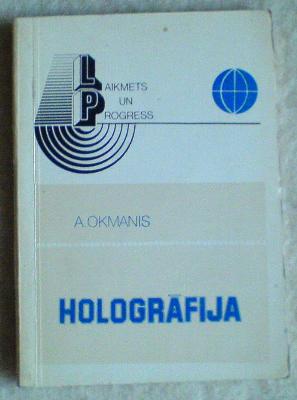 LAIKMETS
UN
PROGRESS
A.OKMANIS
HOLOGRĀFIJA